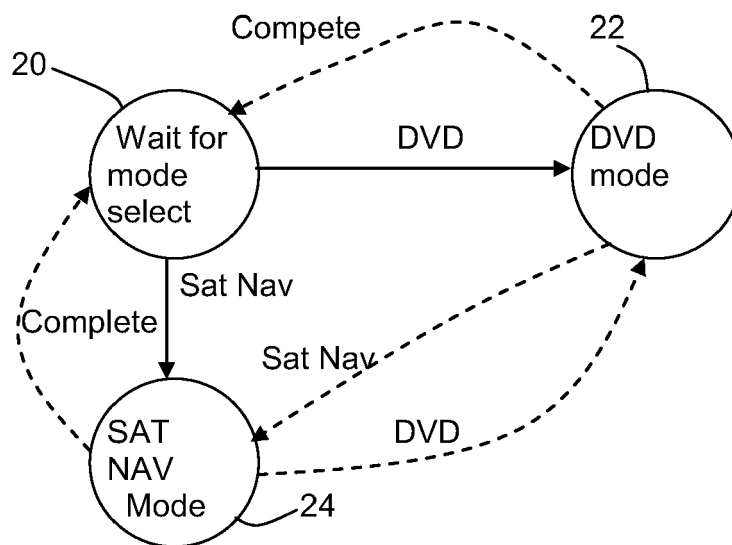 Compete
22
20
Wait for
mode
select
DVD
DVD
mode
Sat Nav
Complete
Sat Nav
SAT
NAV
Mode
DVD
24